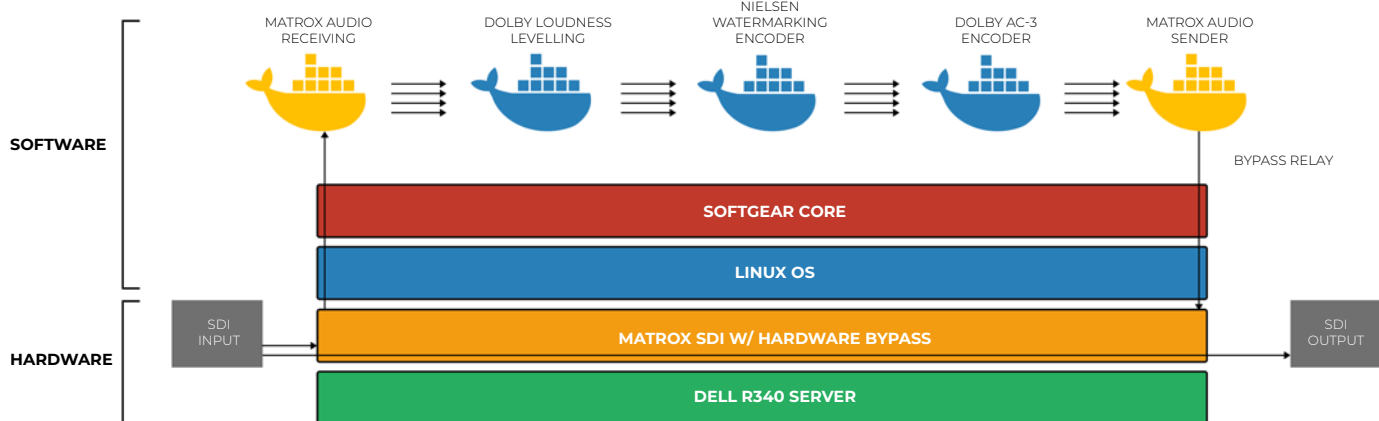 MATROX AUDIO
RECEIVING
DOLBY LOUDNESS
LEVELLING
NIELSEN
WATERMARKING
ENCODER
DOLBY AC-3
ENCODER
MATROX AUDIO
SENDER
SOFTWARE
BYPASS RELAY
SOFTGEAR CORE
LINUX OS
SDI
INPUT
MATROX SDI W/ HARDWARE BYPASS
SDI
OUTPUT
HARDWARE
DELL R340 SERVER